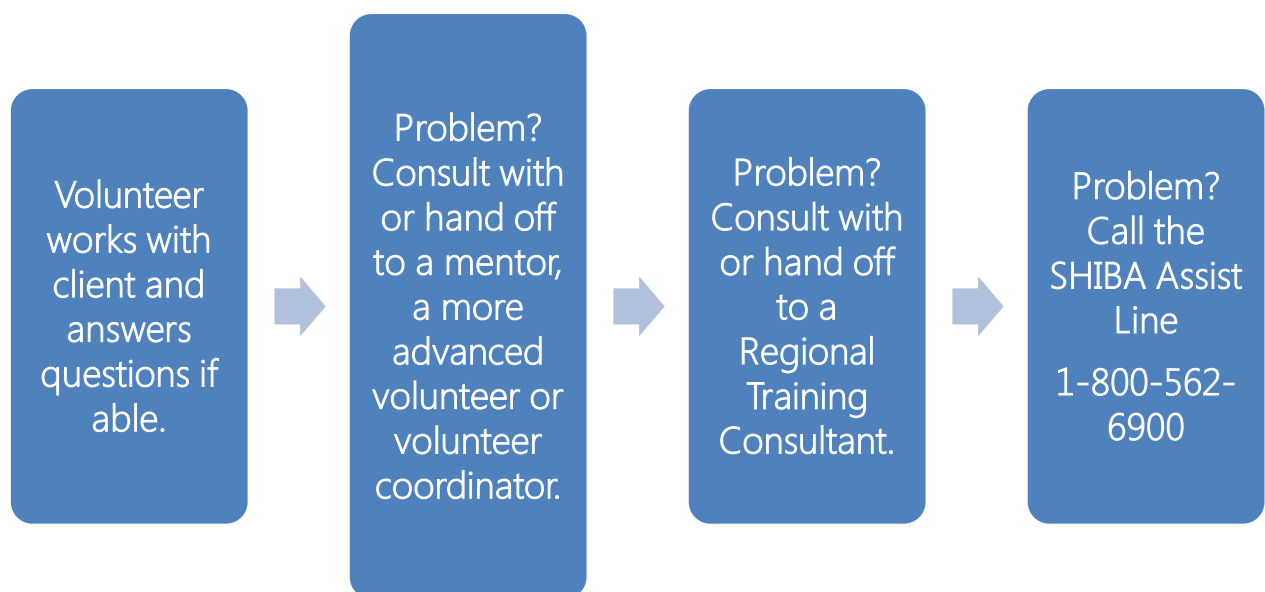 Volunteer
works with
client and
answers
questions if
able.
Problem?
Consult with
or hand off
to a mentor,
a more
advanced
volunteer or
volunteer
coordinator.
Problem?
Consult with
or hand off
to a
Regional
Training
Consultant.
Problem?
Call the
SHIBA Assist
Line
1-800-562-
6900